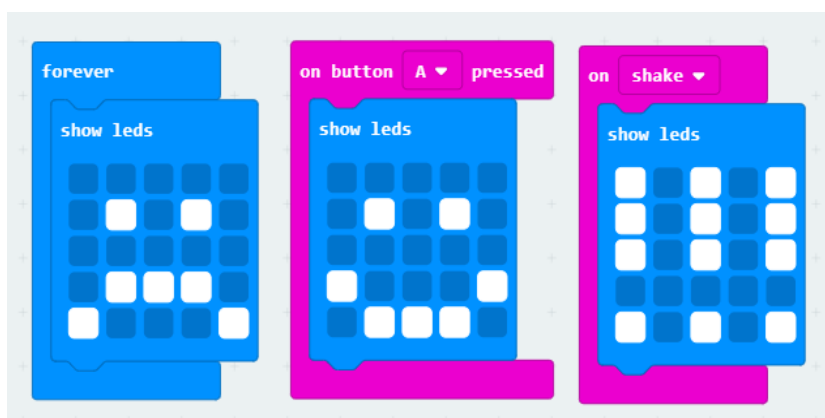 forever
show leds
on button A pressed
show leds
on shake
show leds